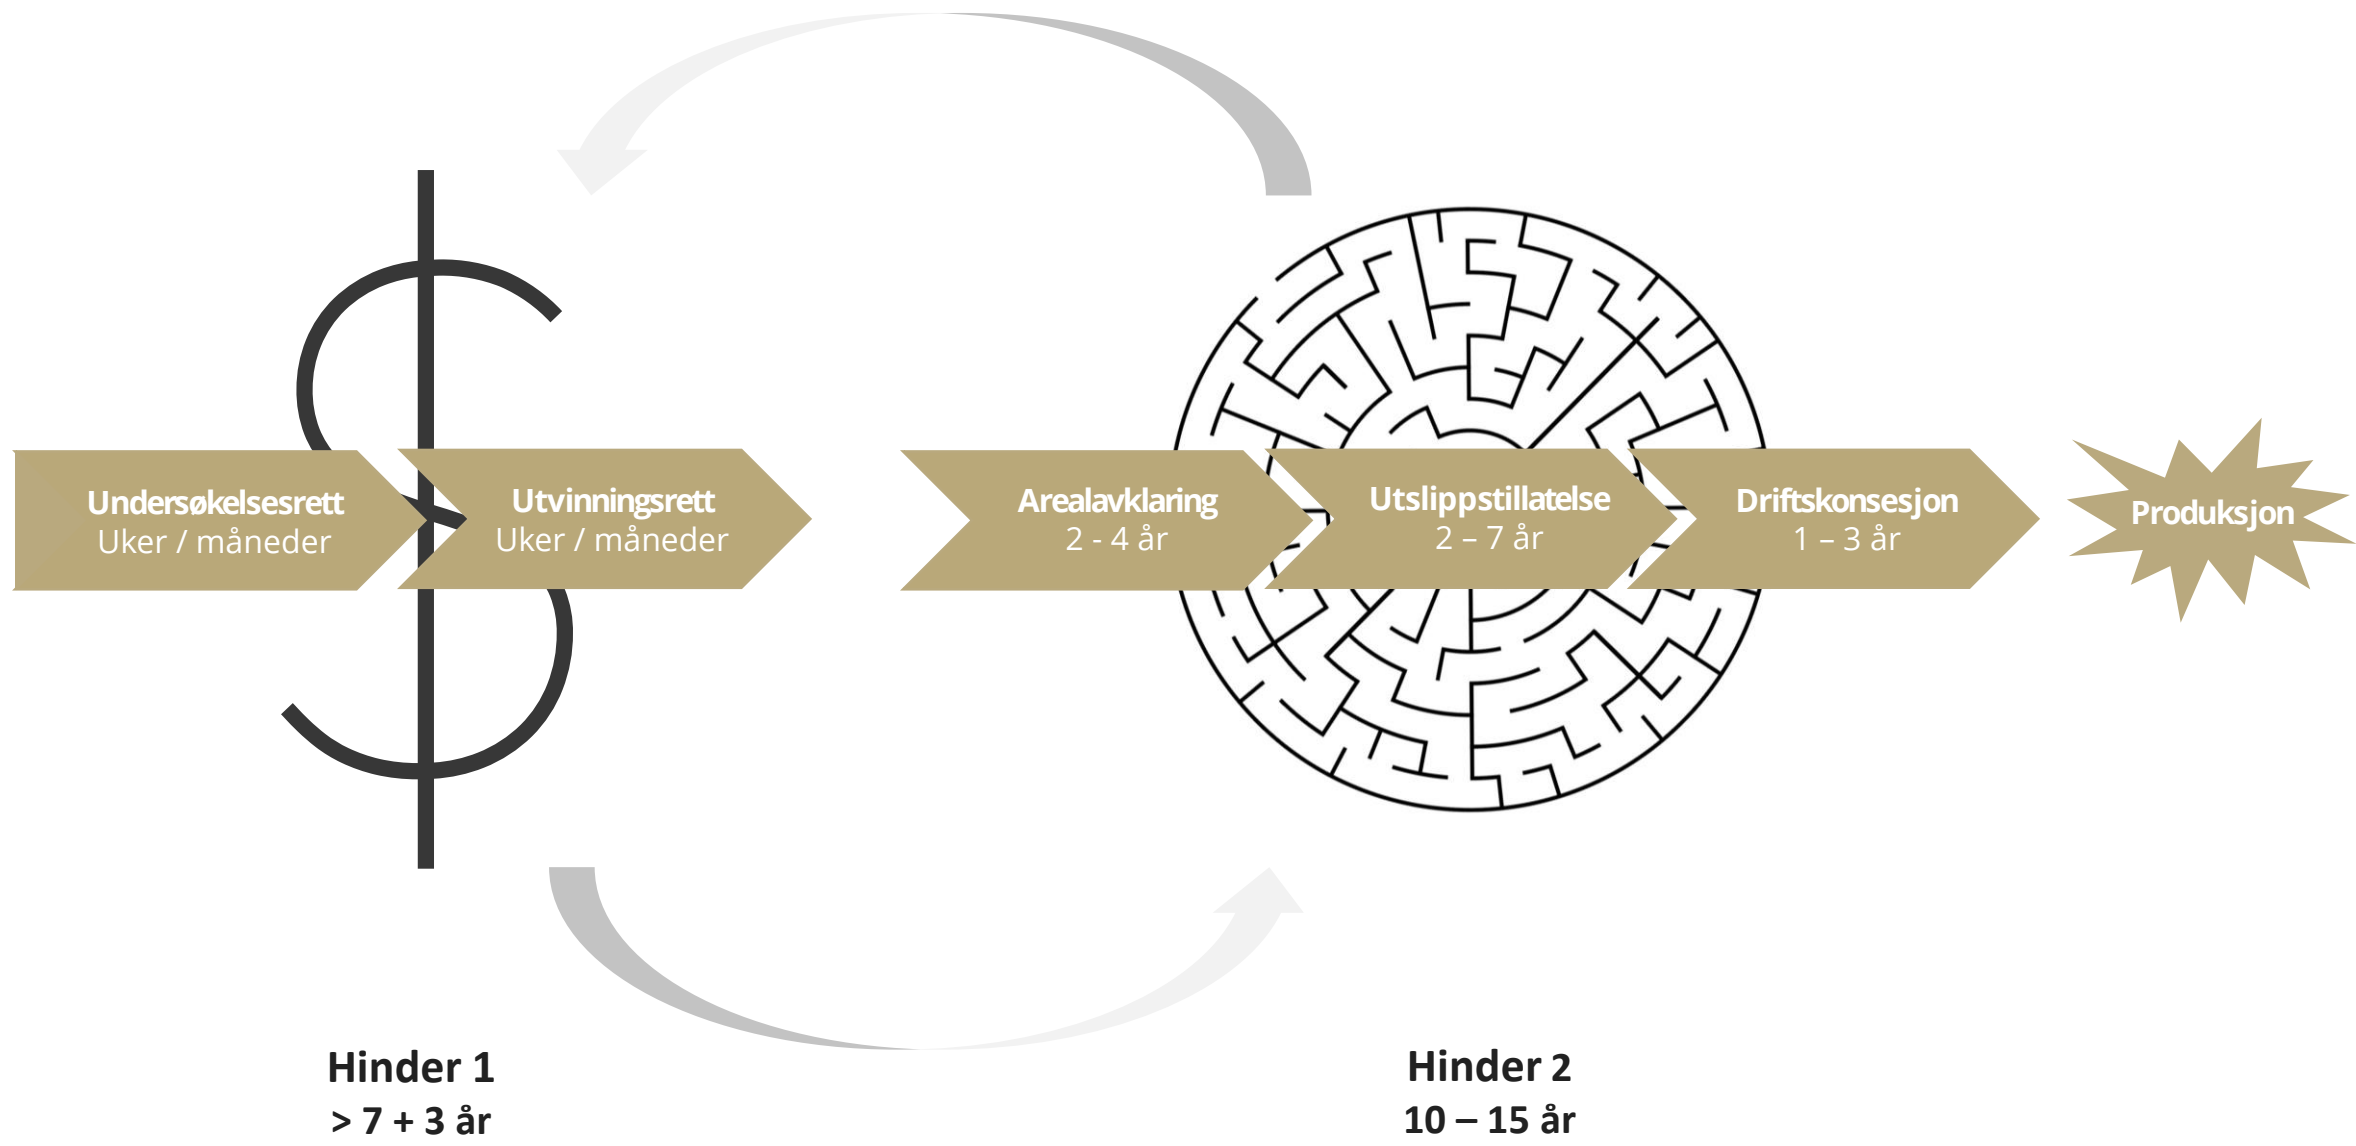 Undersøkelsesrett
Uker / måneder
Utvinningsrett
Uker / måneder
Arealavklaring
2 - 4 år
Utslippstillatelse
2 – 7 år
Driftskonsesjon
1 – 3 år
Produksjon
Hinder 1
> 7 + 3 år
Hinder 2
10 – 15 år